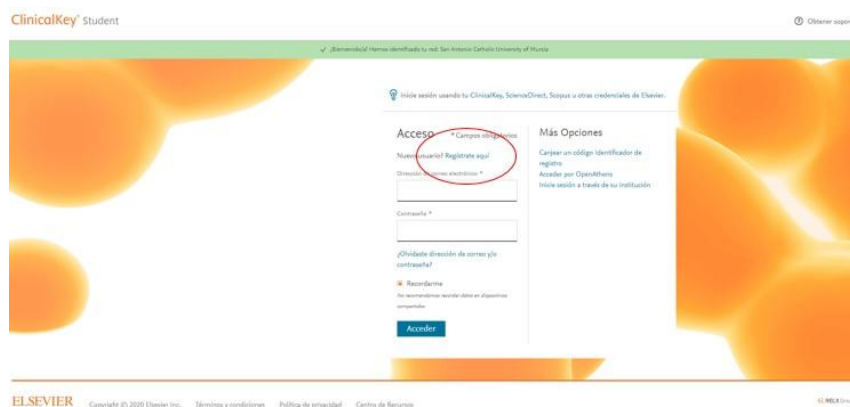 ClinicalKey® Student
Obtener sopor
✓ ¡Bienvenido/a! Hemos identificado tu red: San Antonio Catholic University of Murcia
Inicie sesión usando tu ClinicalKey, ScienceDirect, Scopus u otras credenciales de Elsevier.
Acceso
* Campos obligatorios
Nuevo usuario? Regístrate aquí
Dirección de correo electrónico *
Contraseña *
¿Olvidaste dirección de correo y/o
contraseña?
Recordarme
No recomendamos recordar datos en dispositivos
compartidos
Acceder
Más Opciones
Canjear un código identificador de
registro
Acceder por OpenAthens
Inicie sesión a través de su institución
ELSEVIER
Copyright © 2020 Elsevier Inc.
Términos y condiciones
Política de privacidad
Centro de Recursos
RELX